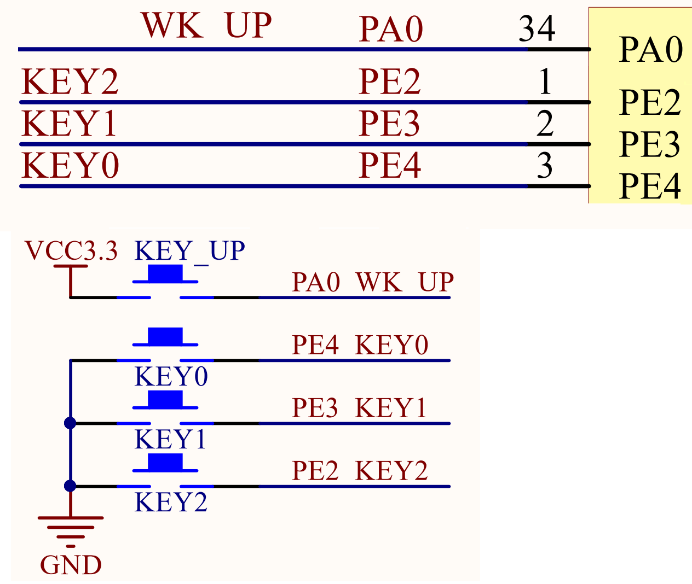 WK_UP PA0 34 PA0
KEY2 PE2 1 PE2
KEY1 PE3 2 PE3
KEY0 PE4 3 PE4
VCC3.3 KEY_UP
PA0 WK_UP
PE4 KEY0
KEY0
PE3 KEY1
KEY1
PE2 KEY2
KEY2
GND